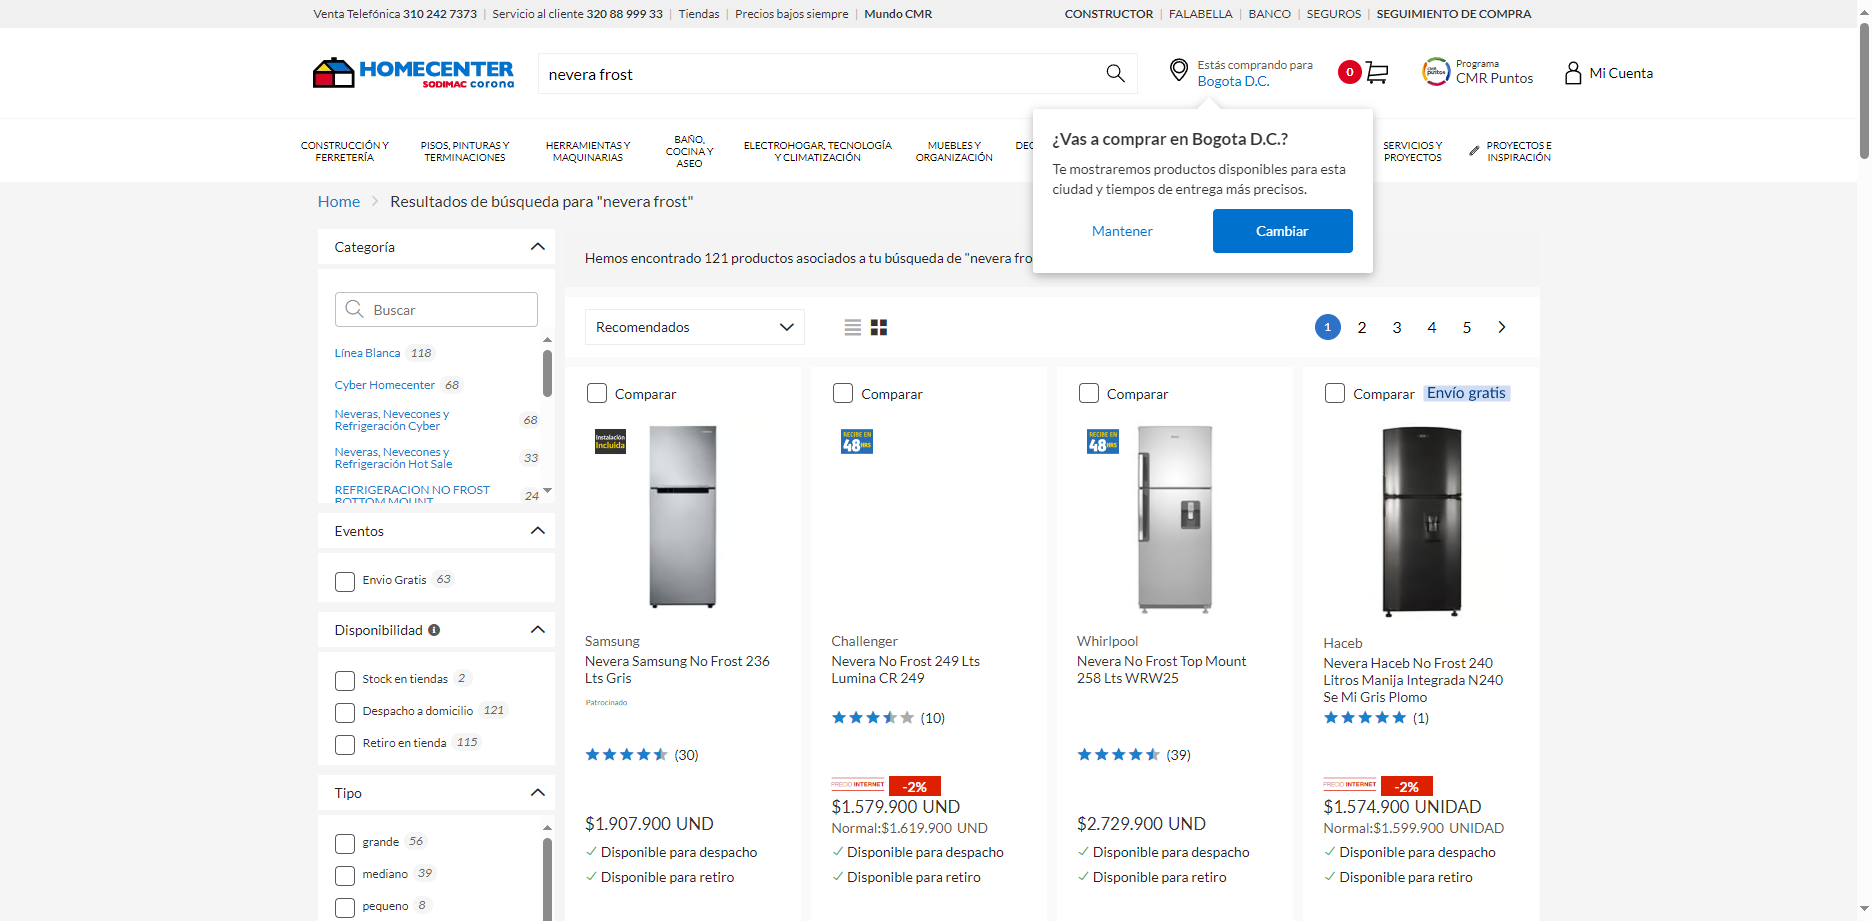 Venta Telefónica 310 242 7373 | Servicio al cliente 320 88 999 33 | Tiendas | Precios bajos siempre | Mundo CMR
CONSTRUCTOR | FALABELLA | BANCO | SEGUROS | SEGUIMIENTO DE COMPRA
HOMECENTER
SODIMAC corona
nevera frost
Estás comprando para
Bogota D.C.
0
CMR puntos
Programa
CMR Puntos
Mi Cuenta
CONSTRUCCIÓN Y
FERRETERÍA
PISOS, PINTURAS Y
TERMINACIONES
HERRAMIENTAS Y
MAQUINARIAS
BAÑO,
COCINA Y
ASEO
ELECTROHOGAR, TECNOLOGÍA
Y CLIMATIZACIÓN
MUEBLES Y
ORGANIZACIÓN
DEC
SERVICIOS Y
PROYECTOS
PROYECTOS E
INSPIRACIÓN
¿Vas a comprar en Bogota D.C.?
Te mostraremos productos disponibles para esta
ciudad y tiempos de entrega más precisos.
Mantener
Cambiar
Home > Resultados de búsqueda para "nevera frost"
Categoría
Buscar
Línea Blanca 118
Cyber Homecenter 68
Neveras, Nevecones y
Refrigeración Cyber 68
Neveras, Nevecones y
Refrigeración Hot Sale 33
REFRIGERACION NO FROST
BOTTOM MOUNT 24
Eventos
Envio Gratis 63
Disponibilidad
Stock en tiendas 2
Despacho a domicilio 121
Retiro en tienda 115
Tipo
grande 56
mediano 39
pequeno 8
Hemos encontrado 121 productos asociados a tu búsqueda de "nevera fro
Recomendados
1 2 3 4 5
Comparar
Instalación
Incluida
Samsung
Nevera Samsung No Frost 236
Lts Gris
Patrocinado
(30)
$1.907.900 UND
Disponible para despacho
Disponible para retiro
Comparar
RECIBE EN
48HRS
Challenger
Nevera No Frost 249 Lts
Lumina CR 249
(10)
PRECIO INTERNET -2%
$1.579.900 UND
Normal:$1.619.900 UND
Disponible para despacho
Disponible para retiro
Comparar
RECIBE EN
48HRS
Whirlpool
Nevera No Frost Top Mount
258 Lts WRW25
(39)
$2.729.900 UND
Disponible para despacho
Disponible para retiro
Comparar Envío gratis
Haceb
Nevera Haceb No Frost 240
Litros Manija Integrada N240
Se Mi Gris Plomo
(1)
PRECIO INTERNET -2%
$1.574.900 UNIDAD
Normal:$1.599.900 UNIDAD
Disponible para despacho
Disponible para retiro